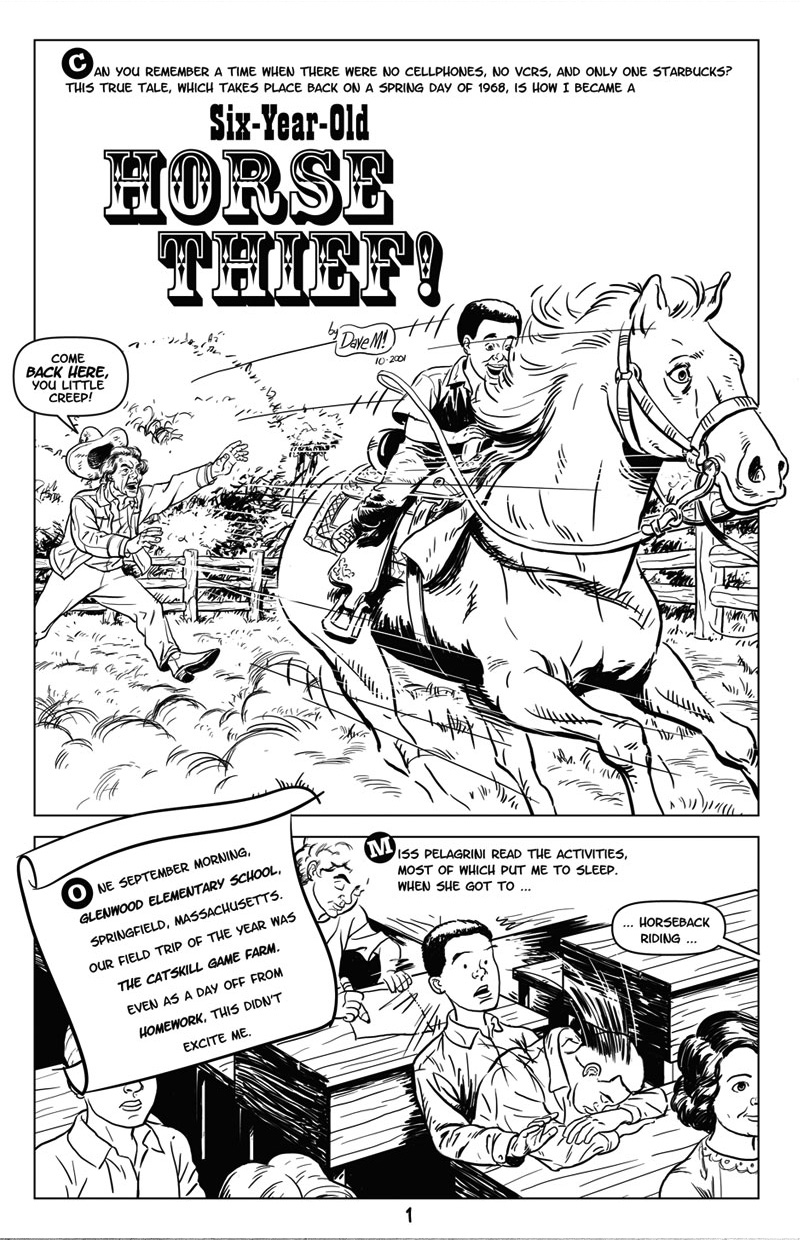 CAN YOU REMEMBER A TIME WHEN THERE WERE NO CELLPHONES, NO VCRS, AND ONLY ONE STARBUCKS?
THIS TRUE TALE, WHICH TAKES PLACE BACK ON A SPRING DAY OF 1968, IS HOW I BECAME A
Six-Year-Old
HORSE
THIEF!
by Dave M!
10-2001
COME
BACK HERE,
YOU LITTLE
CREEP!
ONE SEPTEMBER MORNING,
GLENWOOD ELEMENTARY SCHOOL,
SPRINGFIELD, MASSACHUSETTS.
OUR FIELD TRIP OF THE YEAR WAS
THE CATSKILL GAME FARM.
EVEN AS A DAY OFF FROM
HOMEWORK, THIS DIDN'T
EXCITE ME.
MISS PELAGRINI READ THE ACTIVITIES,
MOST OF WHICH PUT ME TO SLEEP.
WHEN SHE GOT TO ...
... HORSEBACK
RIDING ...
1